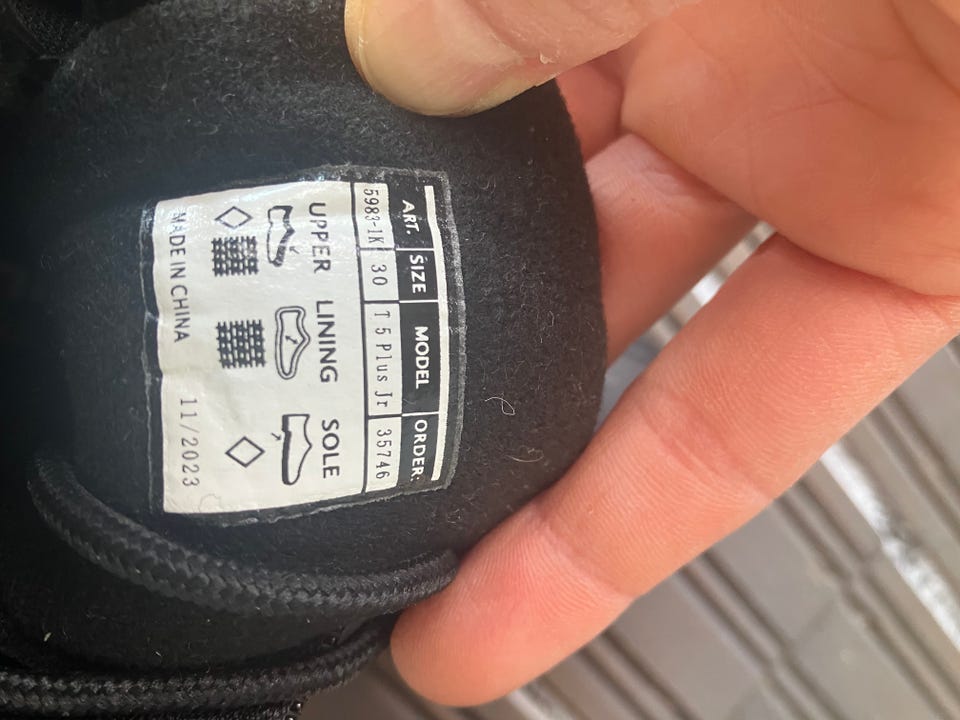 ART. SIZE MODEL ORDER:
5983-1K 30 T 5 Plus Jr 35746
UPPER LINING SOLE
MADE IN CHINA 11/2023